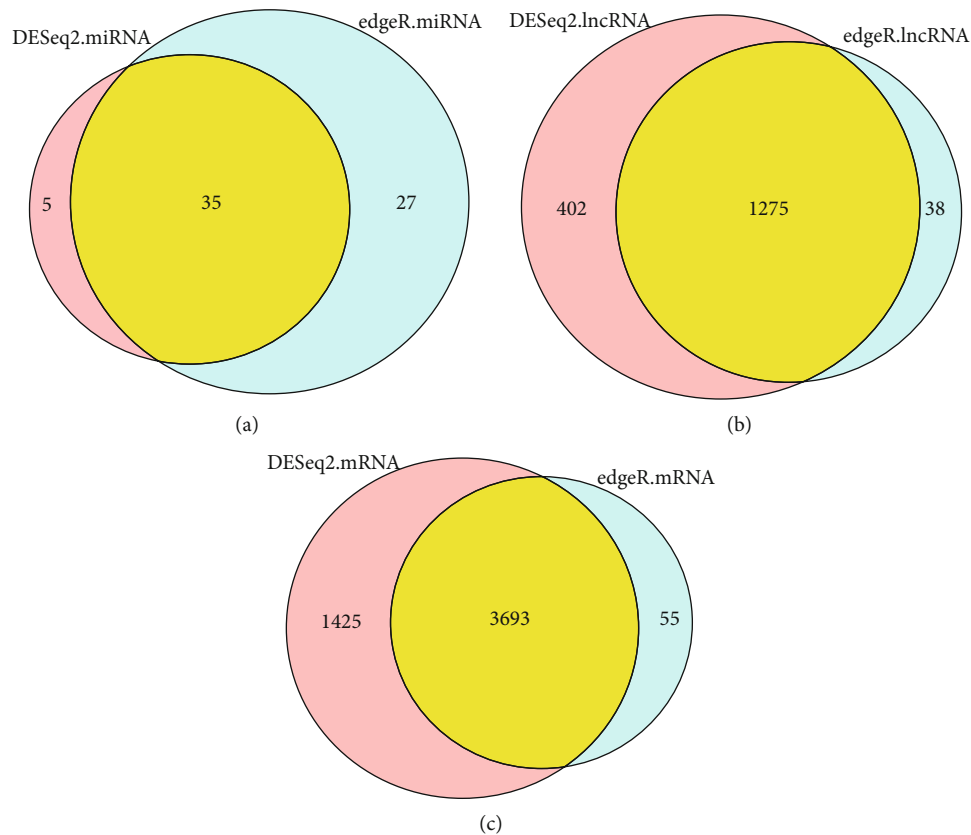 DESeq2.miRNA
edgeR.miRNA
5
35
27
(a)
DESeq2.lncRNA
edgeR.lncRNA
402
1275
38
(b)
DESeq2.mRNA
edgeR.mRNA
1425
3693
55
(c)